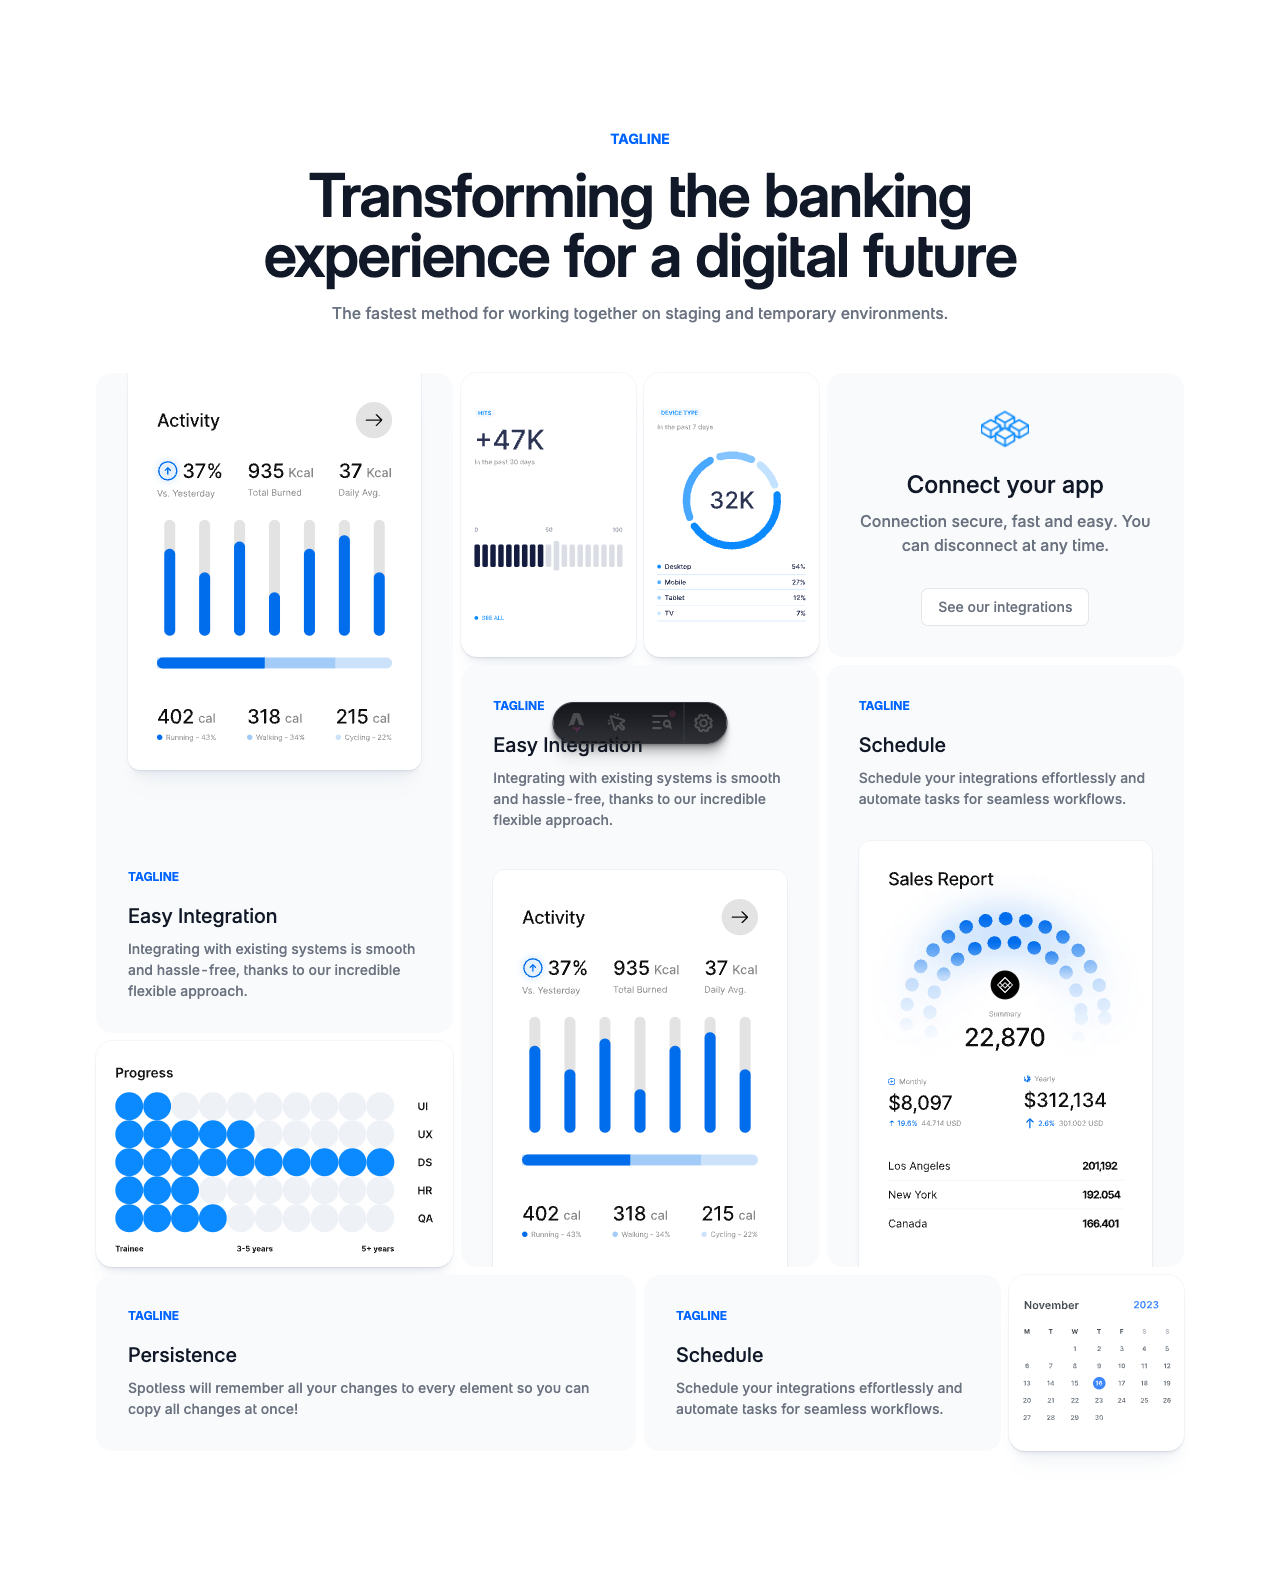 TAGLINE
Transforming the banking
experience for a digital future
The fastest method for working together on staging and temporary environments.
Activity
37%
935 Kcal
37 Kcal
Vs. Yesterday
Total Burned
Daily Avg.
402 cal
318 cal
215 cal
Running – 43%
Walking – 34%
Cycling – 22%
TAGLINE
Easy Integration
Integrating with existing systems is smooth
and hassle-free, thanks to our incredible
flexible approach.
HITS
+47K
In the past 30 days
0 50 100
SEE ALL
DEVICE TYPE
In the past 7 days
32K
Desktop 54%
Mobile 27%
Tablet 12%
TV 7%
Connect your app
Connection secure, fast and easy. You
can disconnect at any time.
See our integrations
TAGLINE
Easy Integration
Integrating with existing systems is smooth
and hassle-free, thanks to our incredible
flexible approach.
Activity
37%
935 Kcal
37 Kcal
Vs. Yesterday
Total Burned
Daily Avg.
402 cal
318 cal
215 cal
Running – 43%
Walking – 34%
Cycling – 22%
TAGLINE
Schedule
Schedule your integrations effortlessly and
automate tasks for seamless workflows.
Sales Report
Summary
22,870
Monthly
$8,097
19.6% 44.714 USD
Yearly
$312,134
2.6% 301.002 USD
Los Angeles 201,192
New York 192.054
Canada 166.401
Progress
UI
UX
DS
HR
QA
Trainee 3-5 years 5+ years
TAGLINE
Persistence
Spotless will remember all your changes to every element so you can
copy all changes at once!
TAGLINE
Schedule
Schedule your integrations effortlessly and
automate tasks for seamless workflows.
November 2023
M T W T F S S
1 2 3 4 5
6 7 8 9 10 11 12
13 14 15 16 17 18 19
20 21 22 23 24 25 26
27 28 29 30